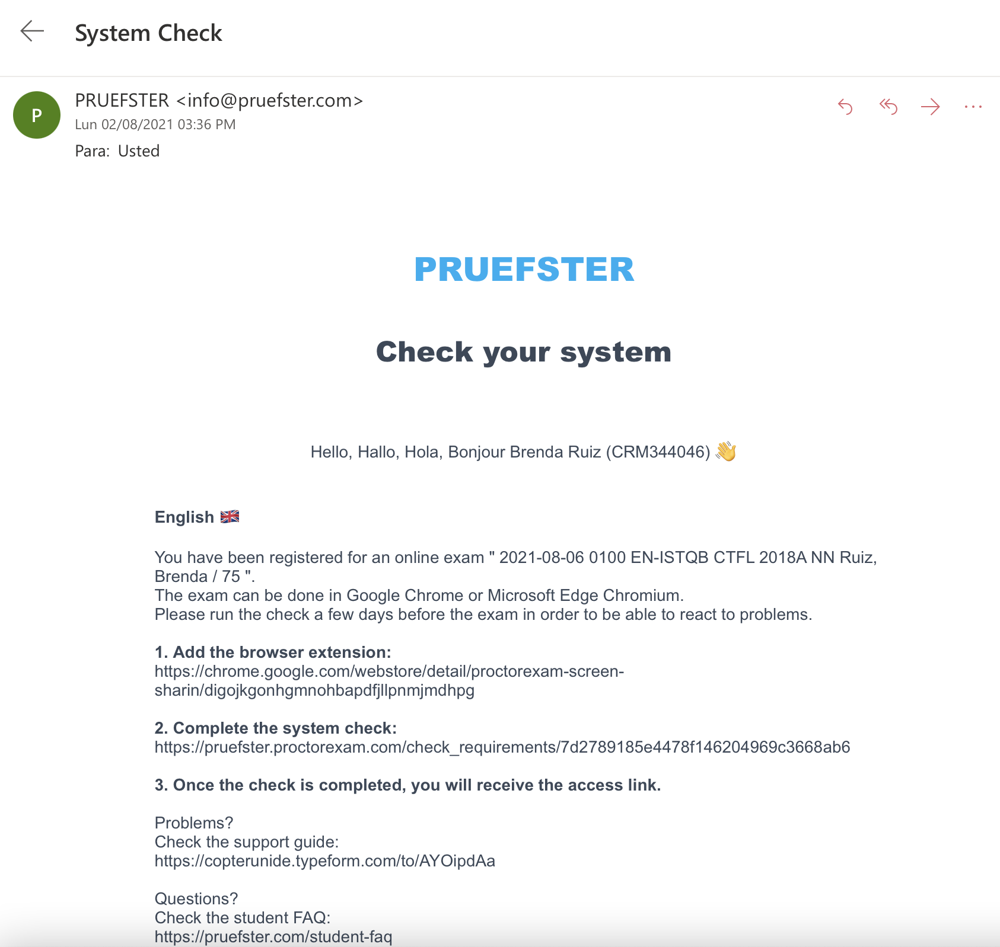 System Check
P
PRUEFSTER <info@pruefster.com>
Lun 02/08/2021 03:36 PM
Para: Usted
PRUEFSTER
Check your system
Hello, Hallo, Hola, Bonjour Brenda Ruiz (CRM344046) 👋
English 🇬🇧
You have been registered for an online exam " 2021-08-06 0100 EN-ISTQB CTFL 2018A NN Ruiz,
Brenda / 75 ".
The exam can be done in Google Chrome or Microsoft Edge Chromium.
Please run the check a few days before the exam in order to be able to react to problems.
1. Add the browser extension:
https://chrome.google.com/webstore/detail/proctorexam-screen-
sharin/digojkgonhgmnohbapdfjllpnmjmdhpg
2. Complete the system check:
https://pruefster.proctorexam.com/check_requirements/7d2789185e4478f146204969c3668ab6
3. Once the check is completed, you will receive the access link.
Problems?
Check the support guide:
https://copterunide.typeform.com/to/AYOipdAa
Questions?
Check the student FAQ:
https://pruefster.com/student-faq